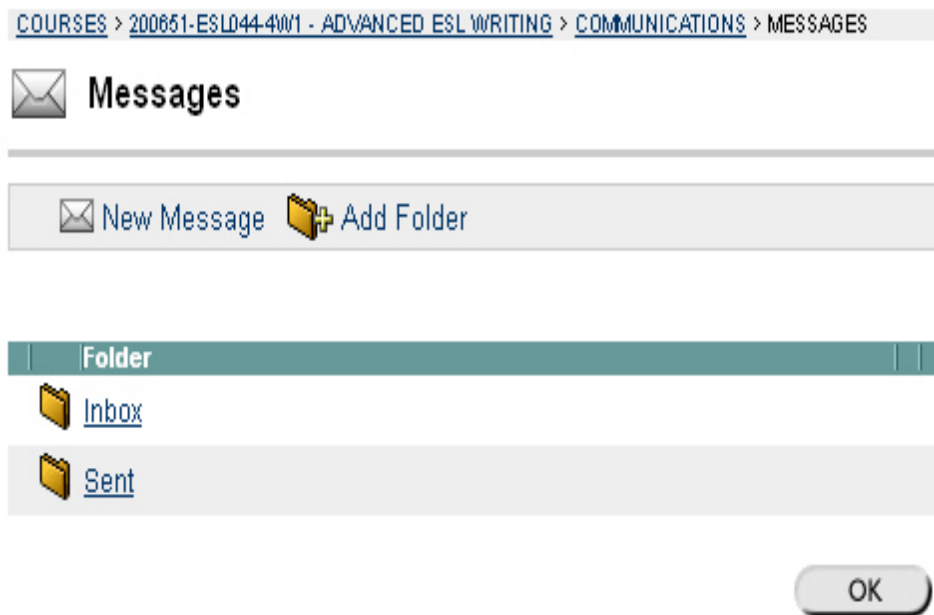 COURSES > 200651-ESL044-4W1 - ADVANCED ESL WRITING > COMMUNICATIONS > MESSAGES
Messages
New Message Add Folder
Folder
Inbox
Sent
OK